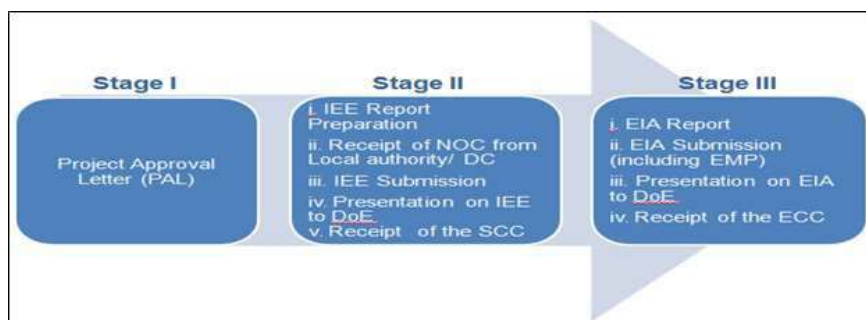 Stage I
Project Approval
Letter (PAL)
Stage II
i. IEE Report
Preparation
ii. Receipt of NOC from
Local authority/ DC
iii. IEE Submission
iv. Presentation on IEE
to DoE
v. Receipt of the SCC
Stage III
i. EIA Report
ii. EIA Submission
(including EMP)
iii. Presentation on EIA
to DoE
iv. Receipt of the ECC